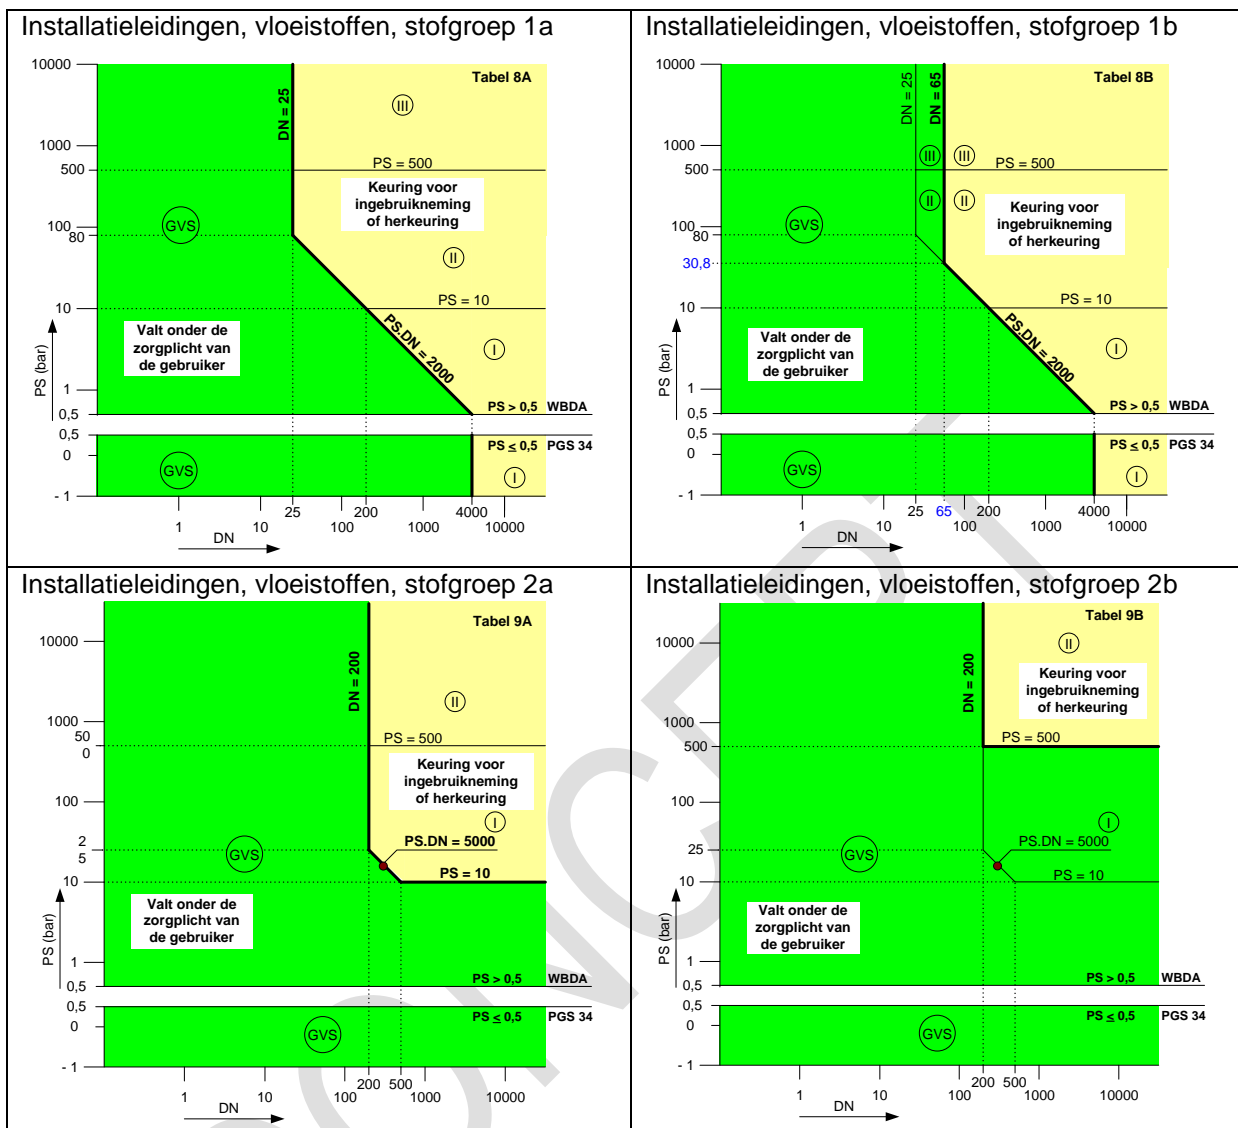 Installatieleidingen, vloeistoffen, stofgroep 1a
10000
Tabel 8A
DN = 25
III
1000
500
PS = 500
Keuring voor
ingebruikneming
of herkeuring
GVS
100
80
II
10
PS = 10
Valt onder de
zorgplicht van
de gebruiker
PS.DN = 2000
I
PS (bar)
1
0,5
PS > 0,5 WBDA
0,5
PS ≤ 0,5 PGS 34
0
GVS
I
- 1
1
10
25
100
200
1000
4000
10000
DN
Installatieleidingen, vloeistoffen, stofgroep 1b
10000
Tabel 8B
DN = 25
DN = 65
1000
III
III
500
PS = 500
II
II
Keuring voor
ingebruikneming
of herkeuring
GVS
100
80
30,8
10
PS = 10
Valt onder de
zorgplicht van
de gebruiker
PS.DN = 2000
I
PS (bar)
1
0,5
PS > 0,5 WBDA
0,5
PS ≤ 0,5 PGS 34
0
GVS
I
- 1
1
10
25
65
100
200
1000
4000
10000
DN
Installatieleidingen, vloeistoffen, stofgroep 2a
Tabel 9A
10000
DN = 200
II
1000
50
0
PS = 500
Keuring voor
ingebruikneming
of herkeuring
100
I
2
5
PS.DN = 5000
GVS
10
PS = 10
Valt onder de
zorgplicht van
de gebruiker
PS (bar)
1
0,5
PS > 0,5 WBDA
0,5
PS ≤ 0,5 PGS 34
0
GVS
- 1
1
10
100
200
500
1000
10000
DN
Installatieleidingen, vloeistoffen, stofgroep 2b
Tabel 9B
10000
DN = 200
II
Keuring voor
ingebruikneming
of herkeuring
500
PS = 500
100
I
25
PS.DN = 5000
GVS
10
PS = 10
Valt onder de
zorgplicht van
de gebruiker
PS (bar)
1
0,5
PS > 0,5 WBDA
0,5
PS ≤ 0,5 PGS 34
0
GVS
- 1
1
10
100
200
500
1000
10000
DN
CONCEPT